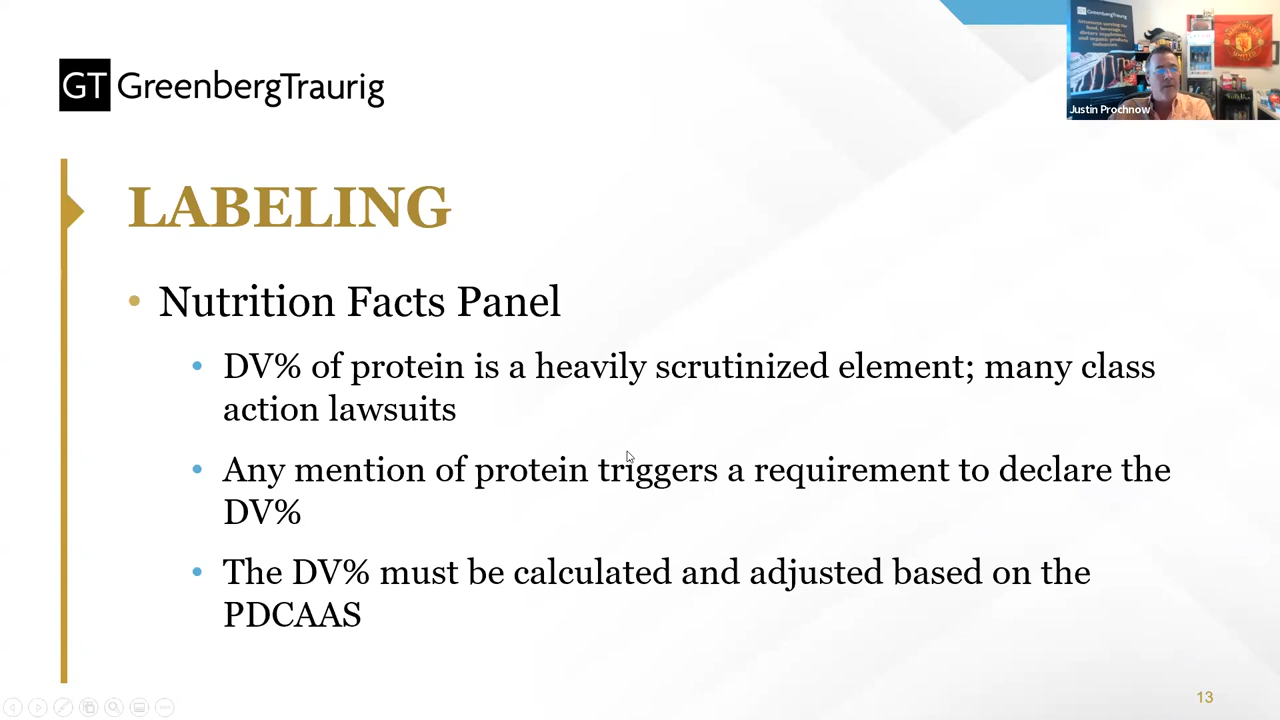 GT GreenbergTraurig
GreenbergTraurig
Justin Prochnow
LABELING
• Nutrition Facts Panel
• DV% of protein is a heavily scrutinized element; many class
action lawsuits
• Any mention of protein triggers a requirement to declare the
DV%
• The DV% must be calculated and adjusted based on the
PDCAAS
13